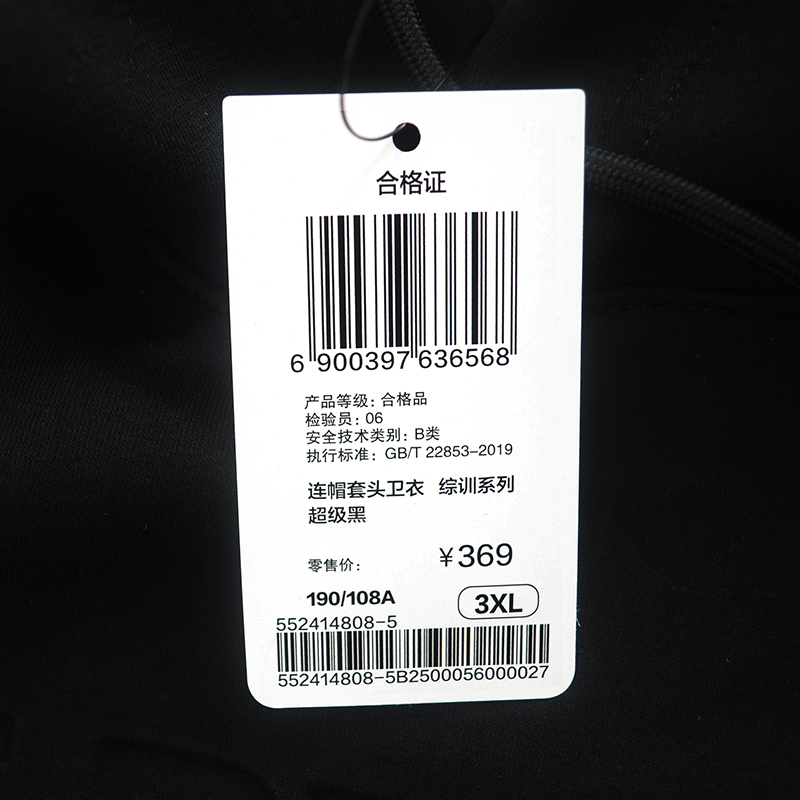 合格证
6 900397 636568
产品等级: 合格品
检验员: 06
安全技术类别: B类
执行标准: GB/T 22853-2019
连帽套头卫衣 综训系列
超级黑
零售价: ¥369
190/108A 3XL
552414808-5
552414808-5B2500056000027